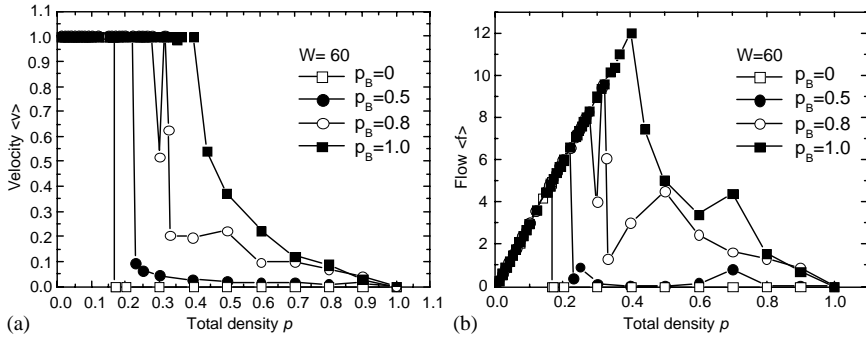 1.1
1.0
0.9
0.8
0.7
0.6
0.5
0.4
0.3
0.2
0.1
0.0
Velocity <v>
W= 60
p_B=0
p_B=0.5
p_B=0.8
p_B=1.0
0.0 0.1 0.2 0.3 0.4 0.5 0.6 0.7 0.8 0.9 1.0 1.1
(a) Total density p
12
10
8
6
4
2
0
Flow <f>
W=60
p_B=0
p_B=0.5
p_B=0.8
p_B=1.0
0.0 0.2 0.4 0.6 0.8 1.0
(b) Total density p